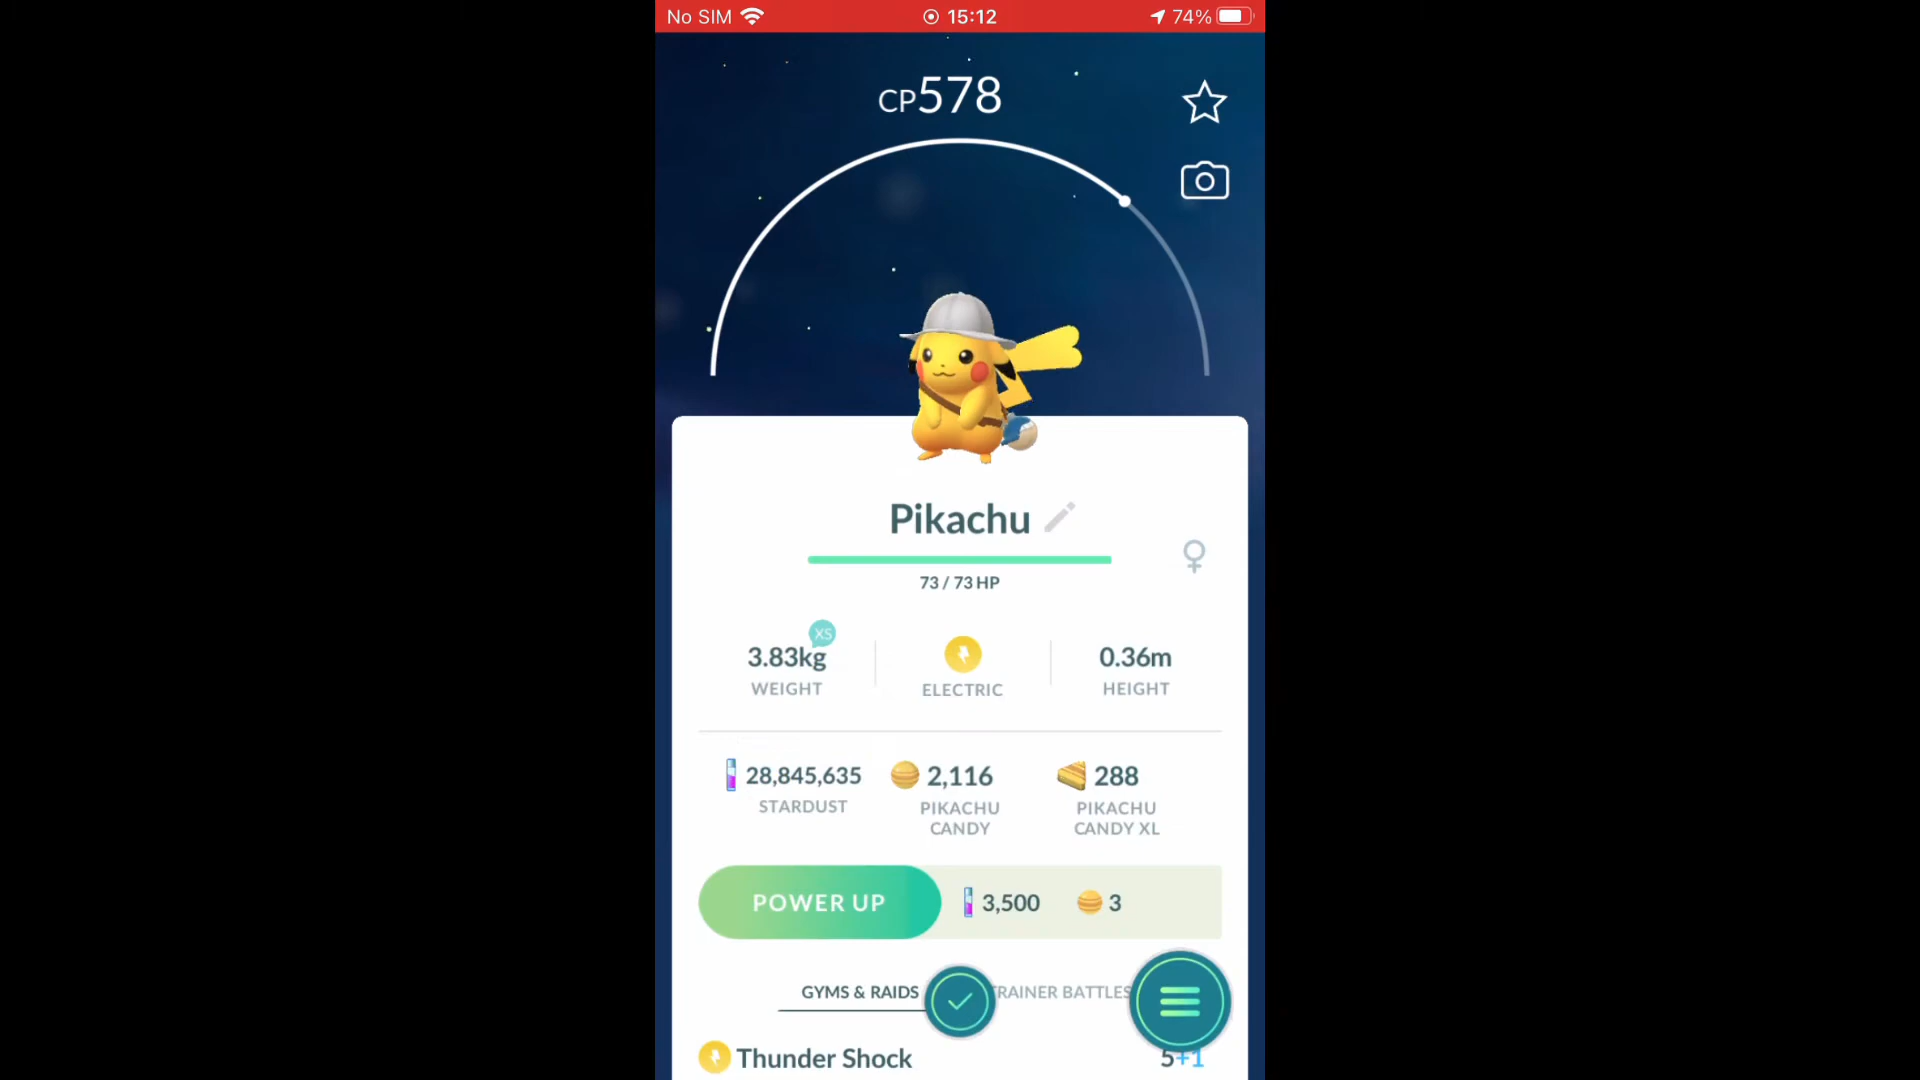 No SIM 15:12 74%
CP578
Pikachu
73 / 73 HP
XS
3.83kg 0.36m
WEIGHT ELECTRIC HEIGHT
28,845,635 2,116 288
STARDUST PIKACHU PIKACHU
CANDY CANDY XL
POWER UP 3,500 3
GYMS & RAIDS TRAINER BATTLES
Thunder Shock 5+1